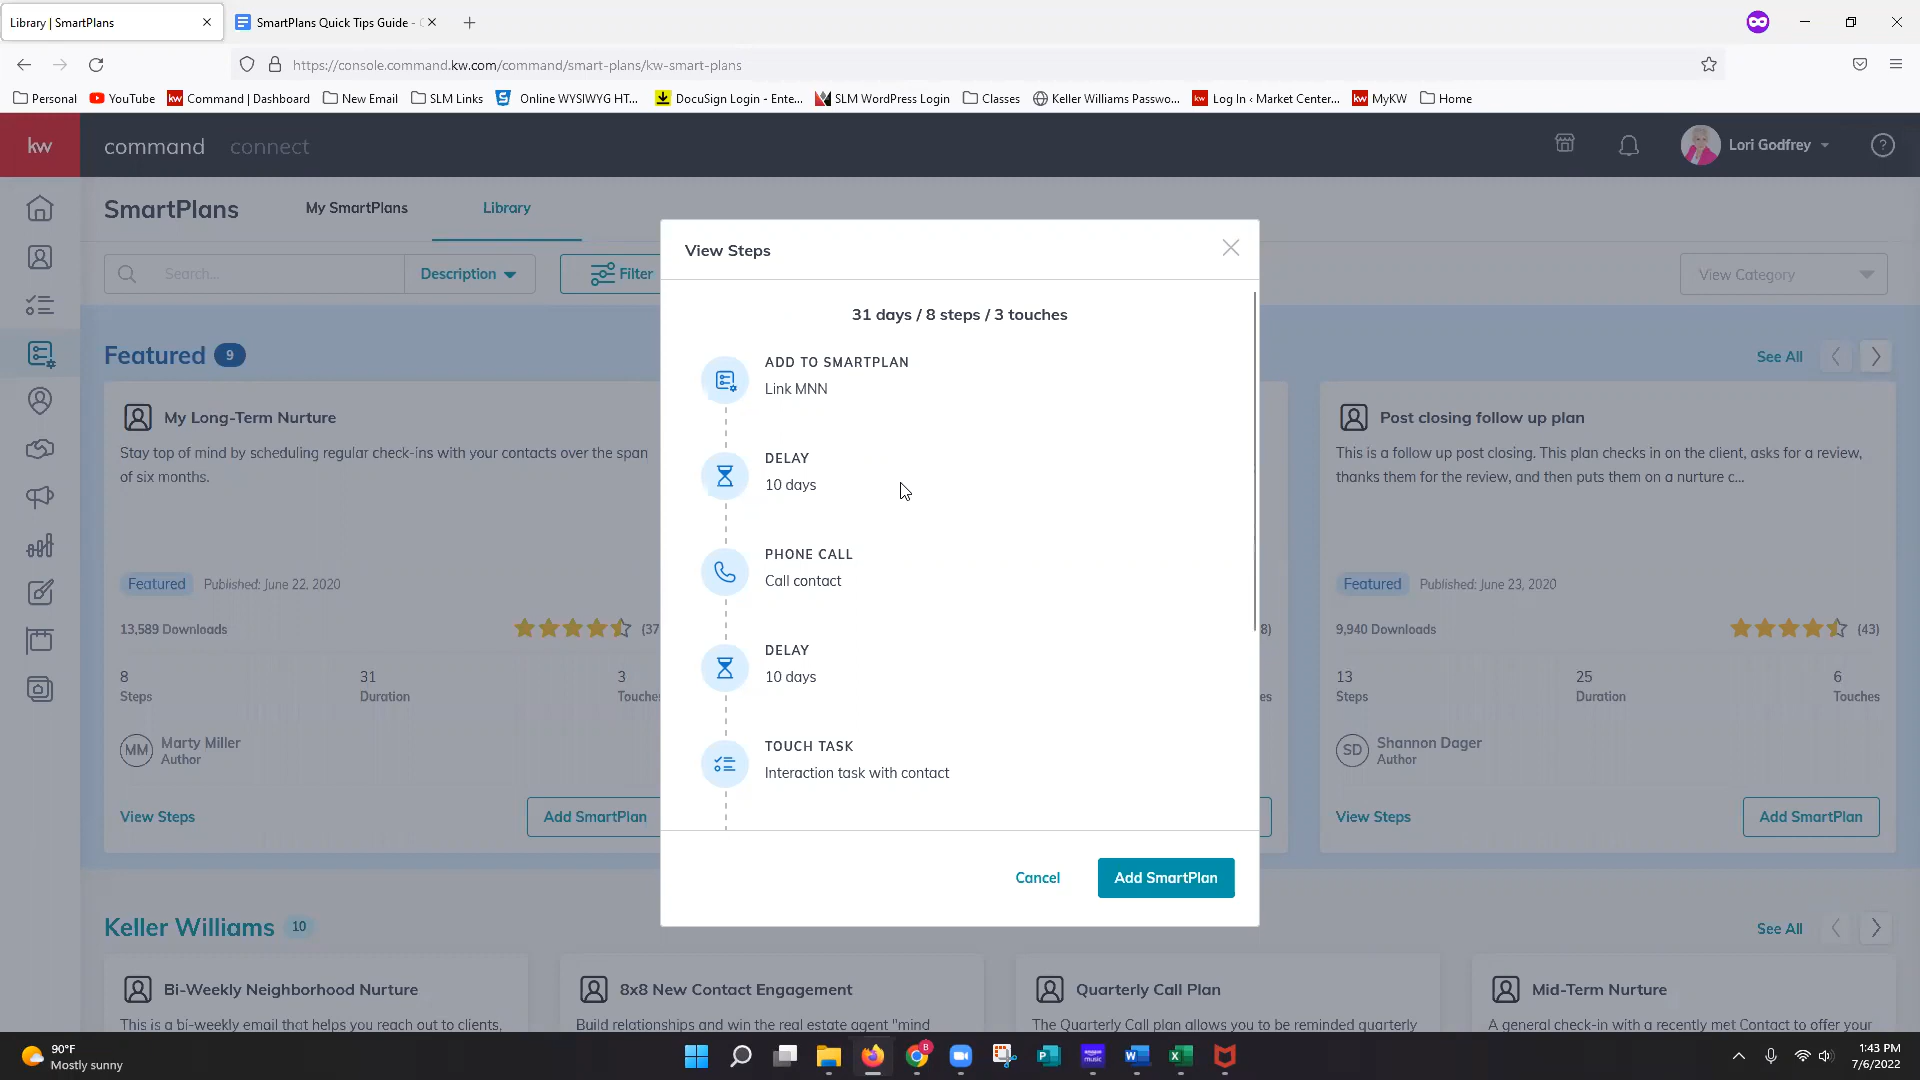 Library | SmartPlans
SmartPlans Quick Tips Guide -
https://console.command.kw.com/command/smart-plans/kw-smart-plans
Personal
YouTube
kw Command | Dashboard
New Email
SLM Links
Online WYSIWYG HT...
DocuSign Login - Ente...
SLM WordPress Login
Classes
Keller Williams Passwo...
kw Log In ‹ Market Center...
kw MyKW
Home
kw
command
connect
Lori Godfrey
SmartPlans
My SmartPlans
Library
Search...
Description
Filter
View Category
Featured 9
See All
My Long-Term Nurture
Stay top of mind by scheduling regular check-ins with your contacts over the span
of six months.
Featured
Published: June 22, 2020
13,589 Downloads
(37
8
Steps
31
Duration
3
Touche
MM
Marty Miller
Author
View Steps
Add SmartPlan
View Steps
31 days / 8 steps / 3 touches
ADD TO SMARTPLAN
Link MNN
DELAY
10 days
PHONE CALL
Call contact
DELAY
10 days
TOUCH TASK
Interaction task with contact
Cancel
Add SmartPlan
8)
es
Post closing follow up plan
This is a follow up post closing. This plan checks in on the client, asks for a review,
thanks them for the review, and then puts them on a nurture c...
Featured
Published: June 23, 2020
9,940 Downloads
(43)
13
Steps
25
Duration
6
Touches
SD
Shannon Dager
Author
View Steps
Add SmartPlan
Keller Williams 10
See All
Bi-Weekly Neighborhood Nurture
This is a bi-weekly email that helps you reach out to clients,
8x8 New Contact Engagement
Build relationships and win the real estate agent "mind
Quarterly Call Plan
The Quarterly Call plan allows you to be reminded quarterly
Mid-Term Nurture
A general check-in with a recently met Contact to offer your
90°F
Mostly sunny
1:43 PM
7/6/2022